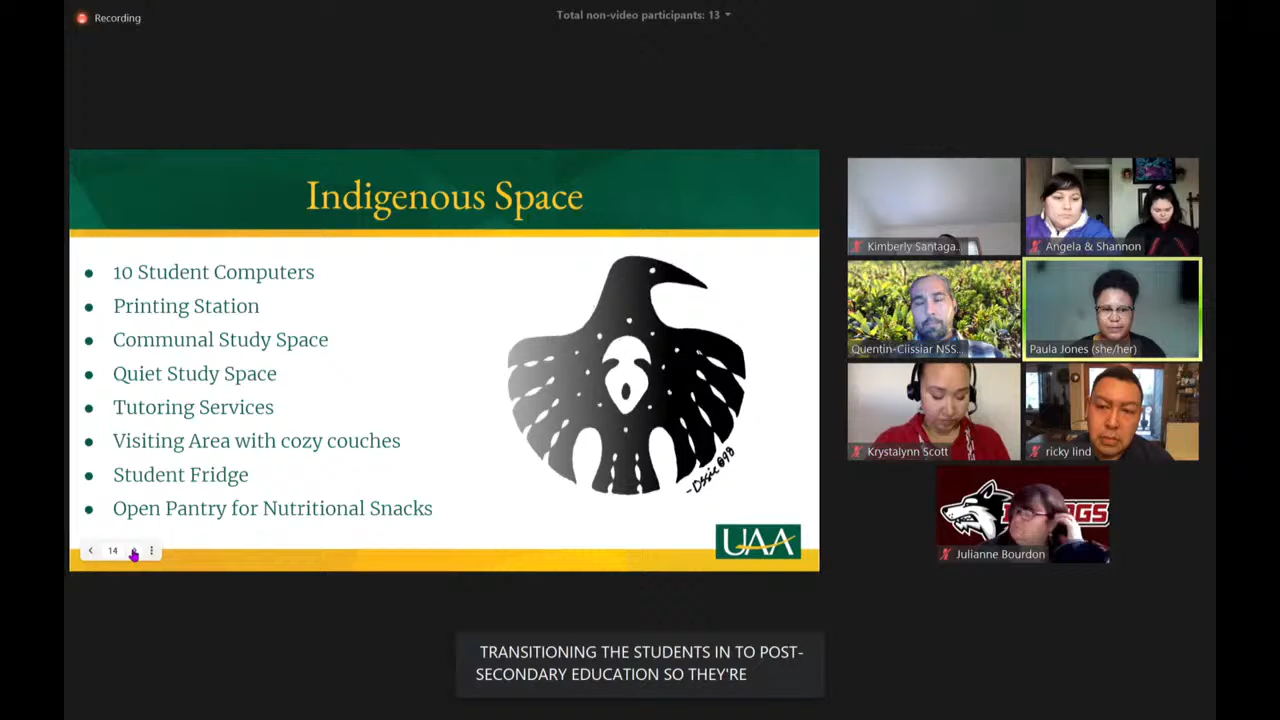 Recording
Total non-video participants: 13
Indigenous Space
10 Student Computers
Printing Station
Communal Study Space
Quiet Study Space
Tutoring Services
Visiting Area with cozy couches
Student Fridge
Open Pantry for Nutritional Snacks
14
UAA
Kimberly Santaga...
Angela & Shannon
Quentin-Ciissiar NSS...
Paula Jones (she/her)
Krystalynn Scott
ricky lind
Julianne Bourdon
TRANSITIONING THE STUDENTS IN TO POST-
SECONDARY EDUCATION SO THEY'RE